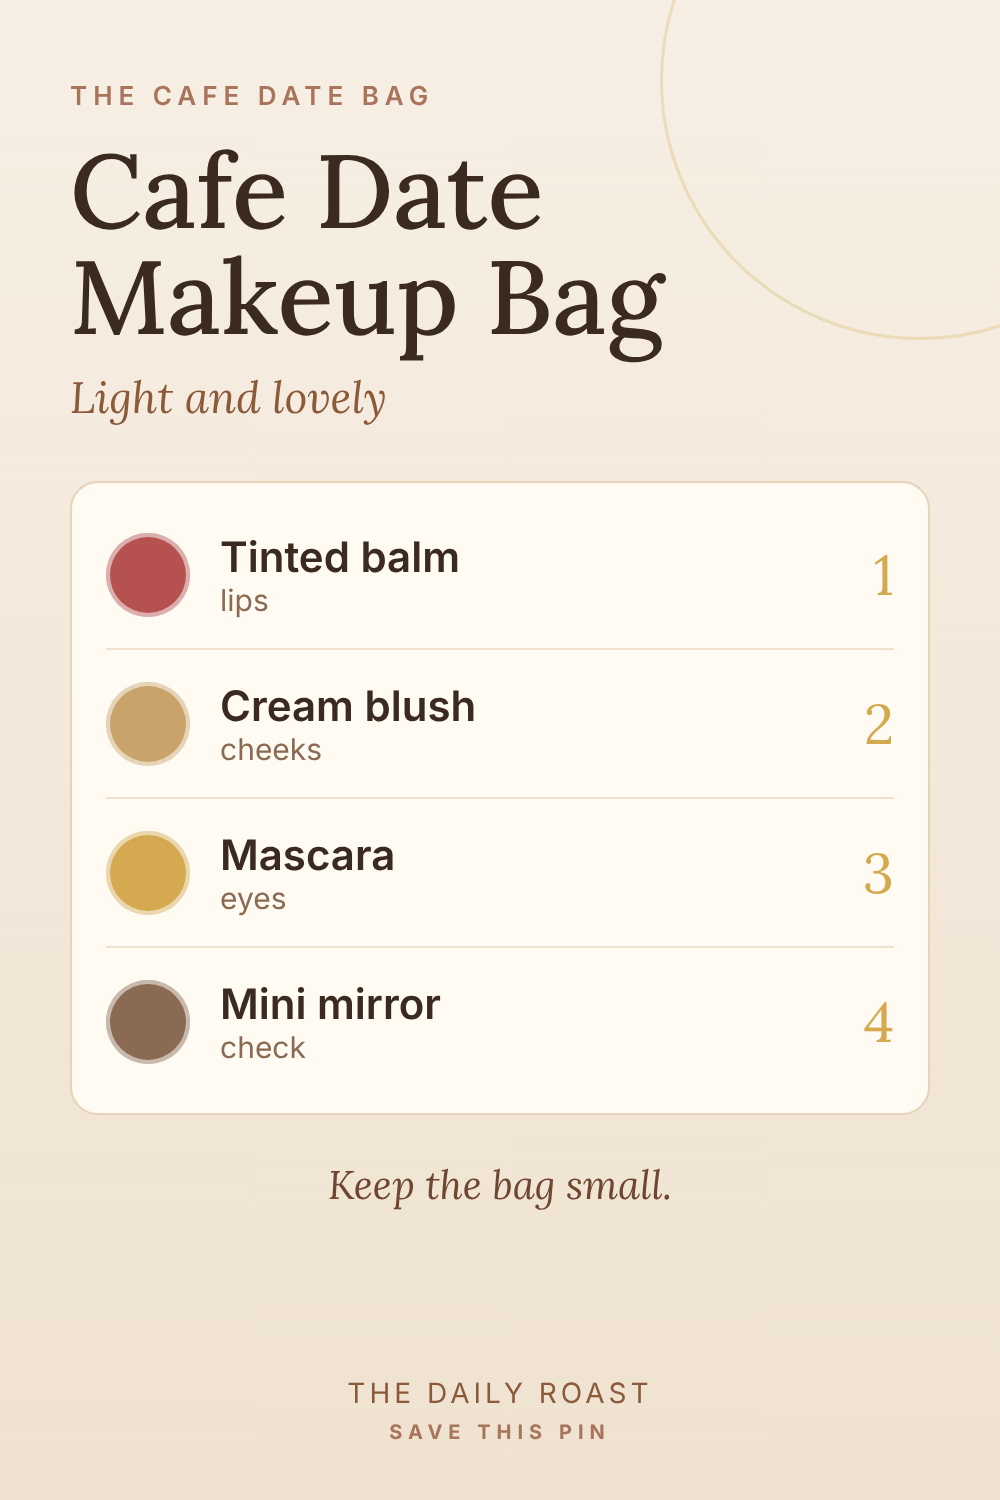 THE CAFE DATE BAG
Cafe Date
Makeup Bag
Light and lovely
Tinted balm
lips
1
Cream blush
cheeks
2
Mascara
eyes
3
Mini mirror
check
4
Keep the bag small.
THE DAILY ROAST
SAVE THIS PIN